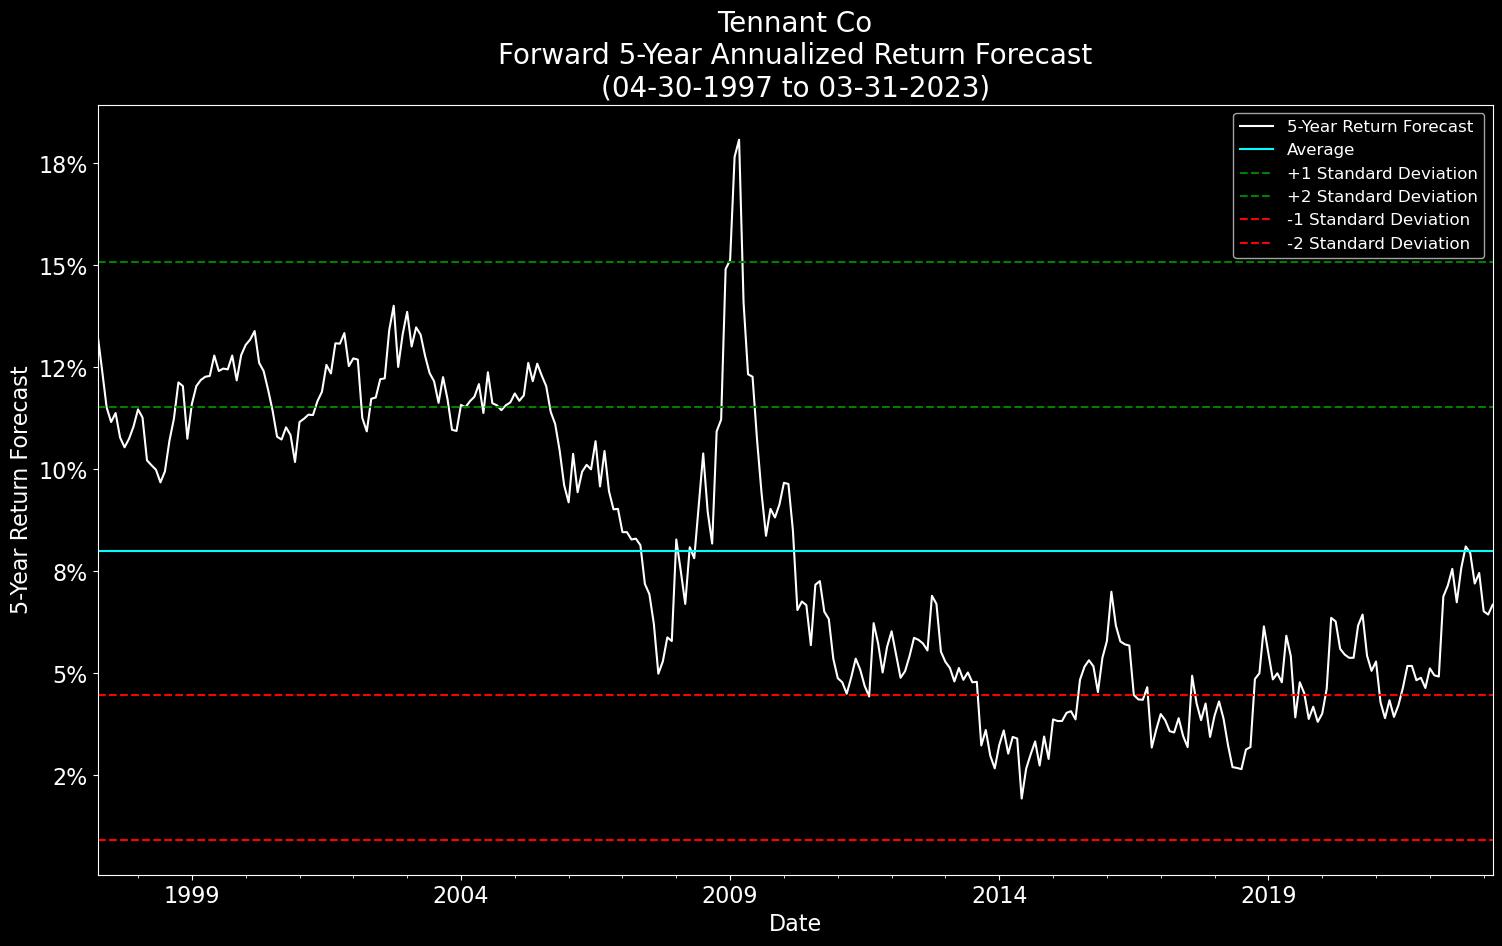 Tennant Co
Forward 5-Year Annualized Return Forecast
(04-30-1997 to 03-31-2023)
5-Year Return Forecast
Average
+1 Standard Deviation
+2 Standard Deviation
-1 Standard Deviation
-2 Standard Deviation
18%
15%
12%
10%
8%
5%
2%
5-Year Return Forecast
1999
2004
2009
2014
2019
Date